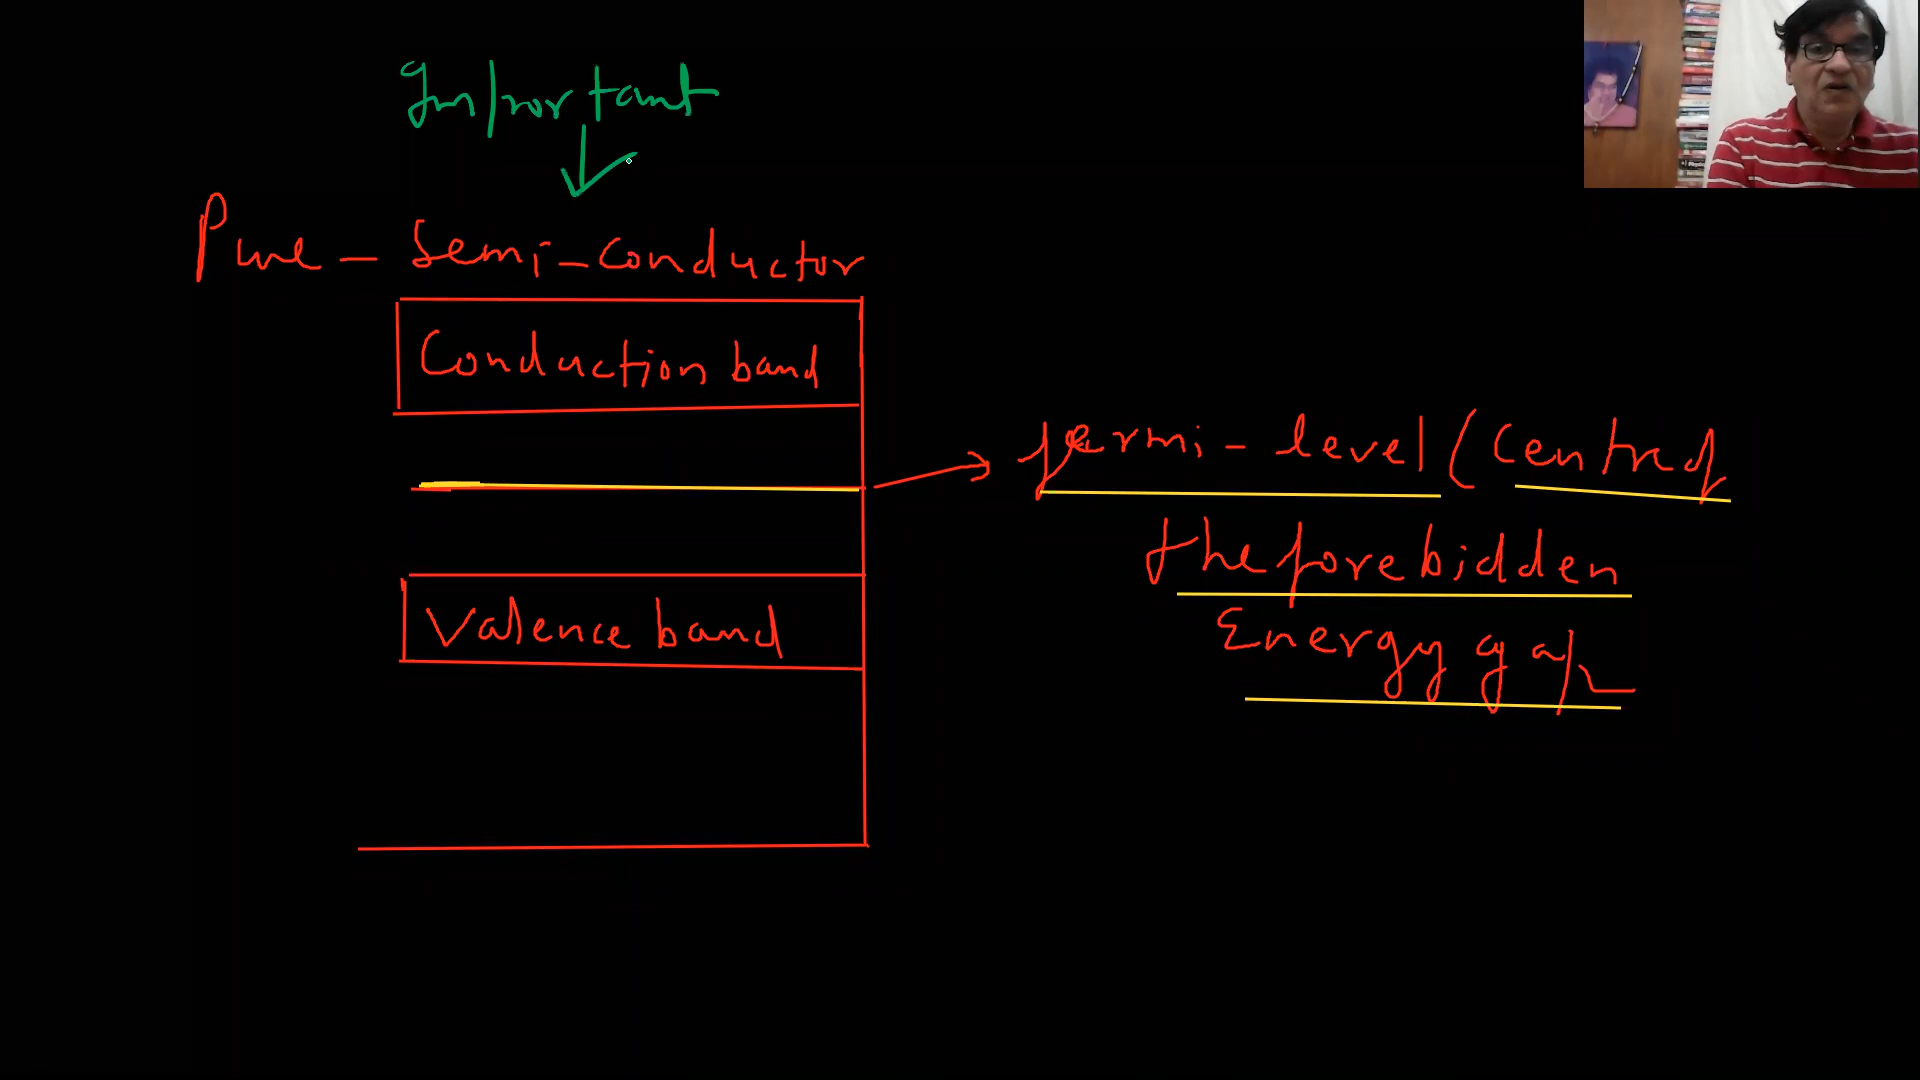 Important
Pure - Semi-Conductor
Conduction band
fermi - level (Centre of
the forebidden
Energy gap
Valence band